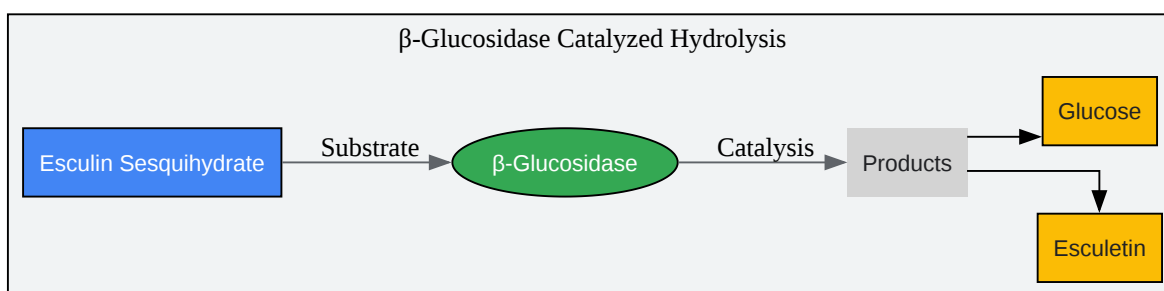 β-Glucosidase Catalyzed Hydrolysis
Glucose
Esculin Sesquihydrate
Substrate
β-Glucosidase
Catalysis
Products
Esculetin